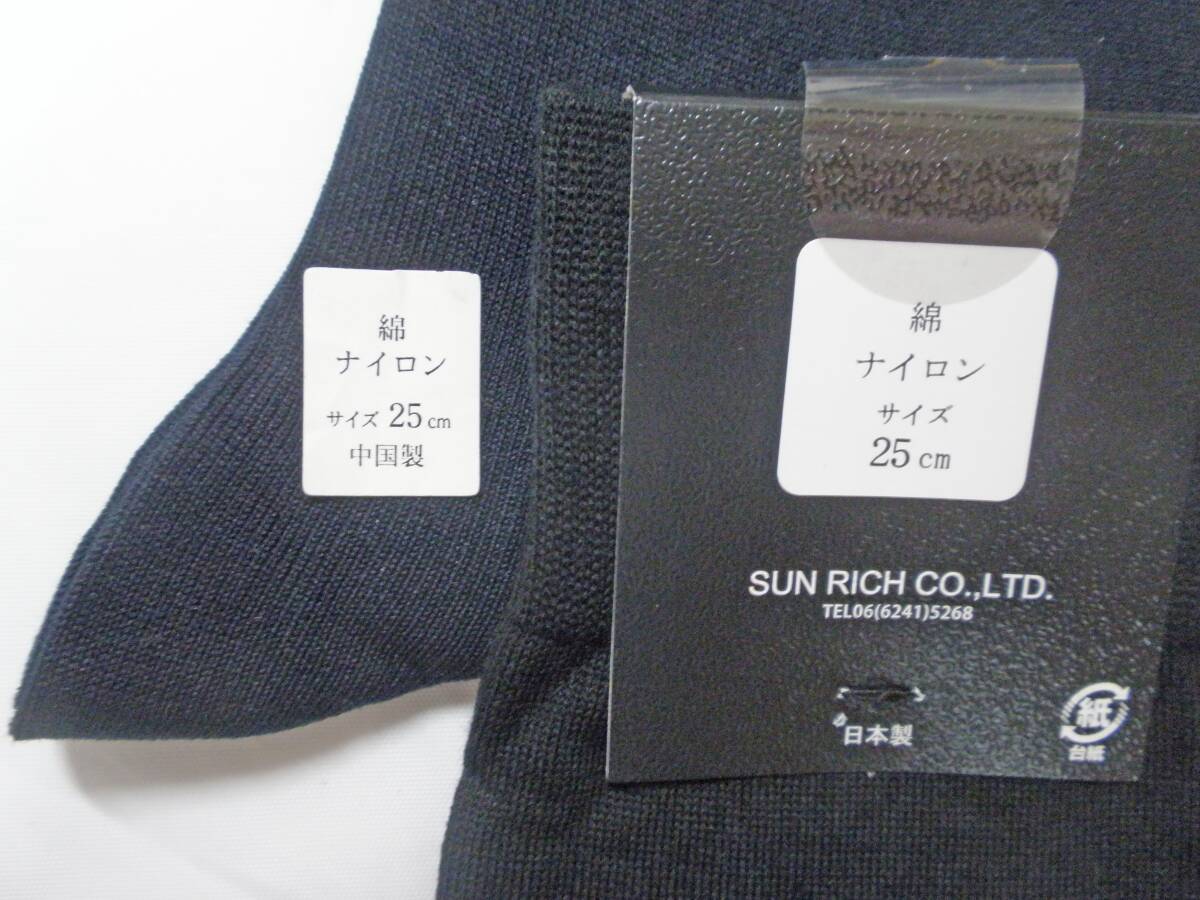 綿
ナイロン
サイズ 25cm
中国製
綿
ナイロン
サイズ
25cm
SUN RICH CO.,LTD.
TEL06(6241)5268
日本製
紙
台紙